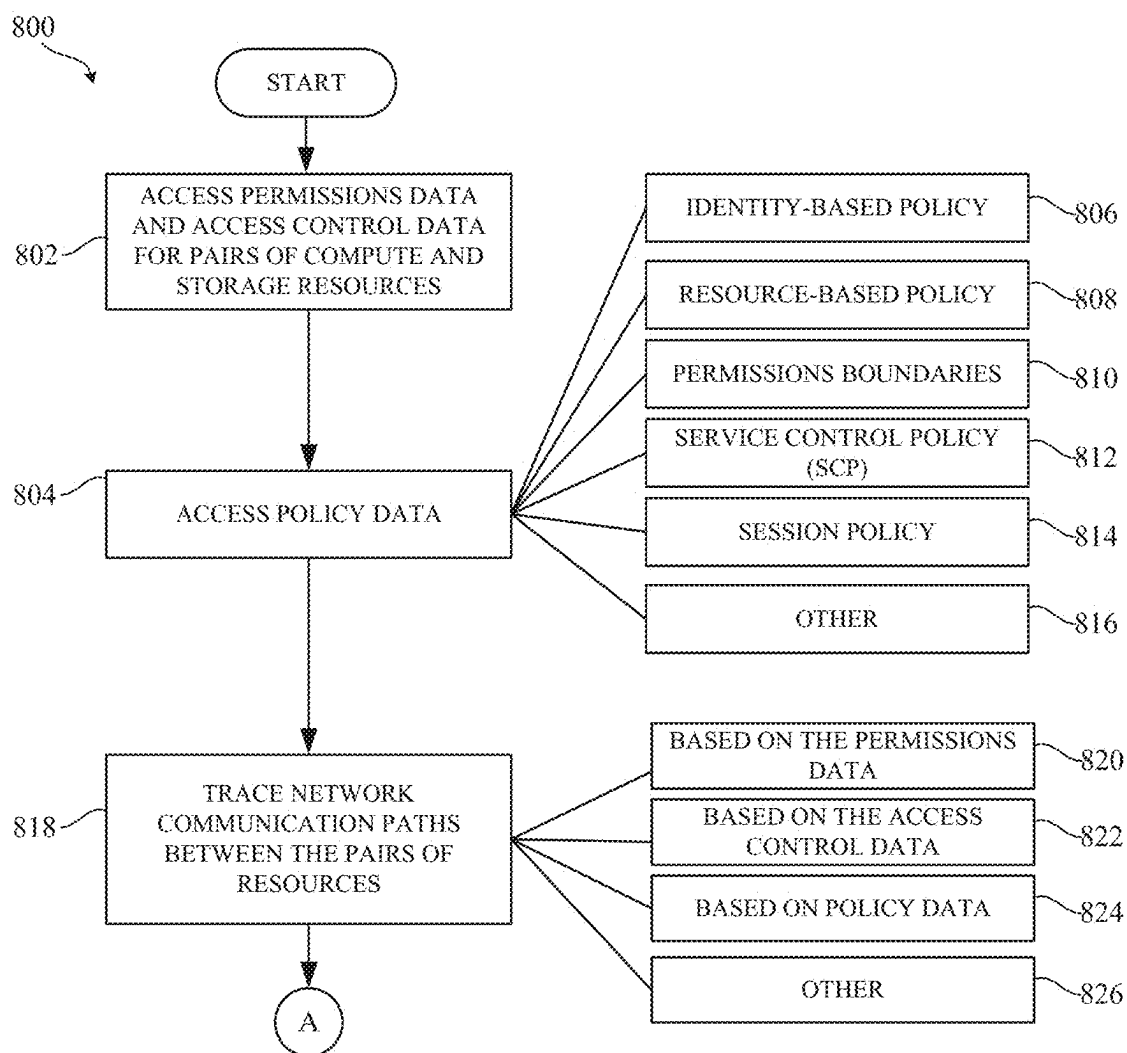 800
START
802
ACCESS PERMISSIONS DATA
AND ACCESS CONTROL DATA
FOR PAIRS OF COMPUTE AND
STORAGE RESOURCES
804
ACCESS POLICY DATA
IDENTITY-BASED POLICY
806
RESOURCE-BASED POLICY
808
PERMISSIONS BOUNDARIES
810
SERVICE CONTROL POLICY
(SCP)
812
SESSION POLICY
814
OTHER
816
818
TRACE NETWORK
COMMUNICATION PATHS
BETWEEN THE PAIRS OF
RESOURCES
BASED ON THE PERMISSIONS
DATA
820
BASED ON THE ACCESS
CONTROL DATA
822
BASED ON POLICY DATA
824
OTHER
826
A